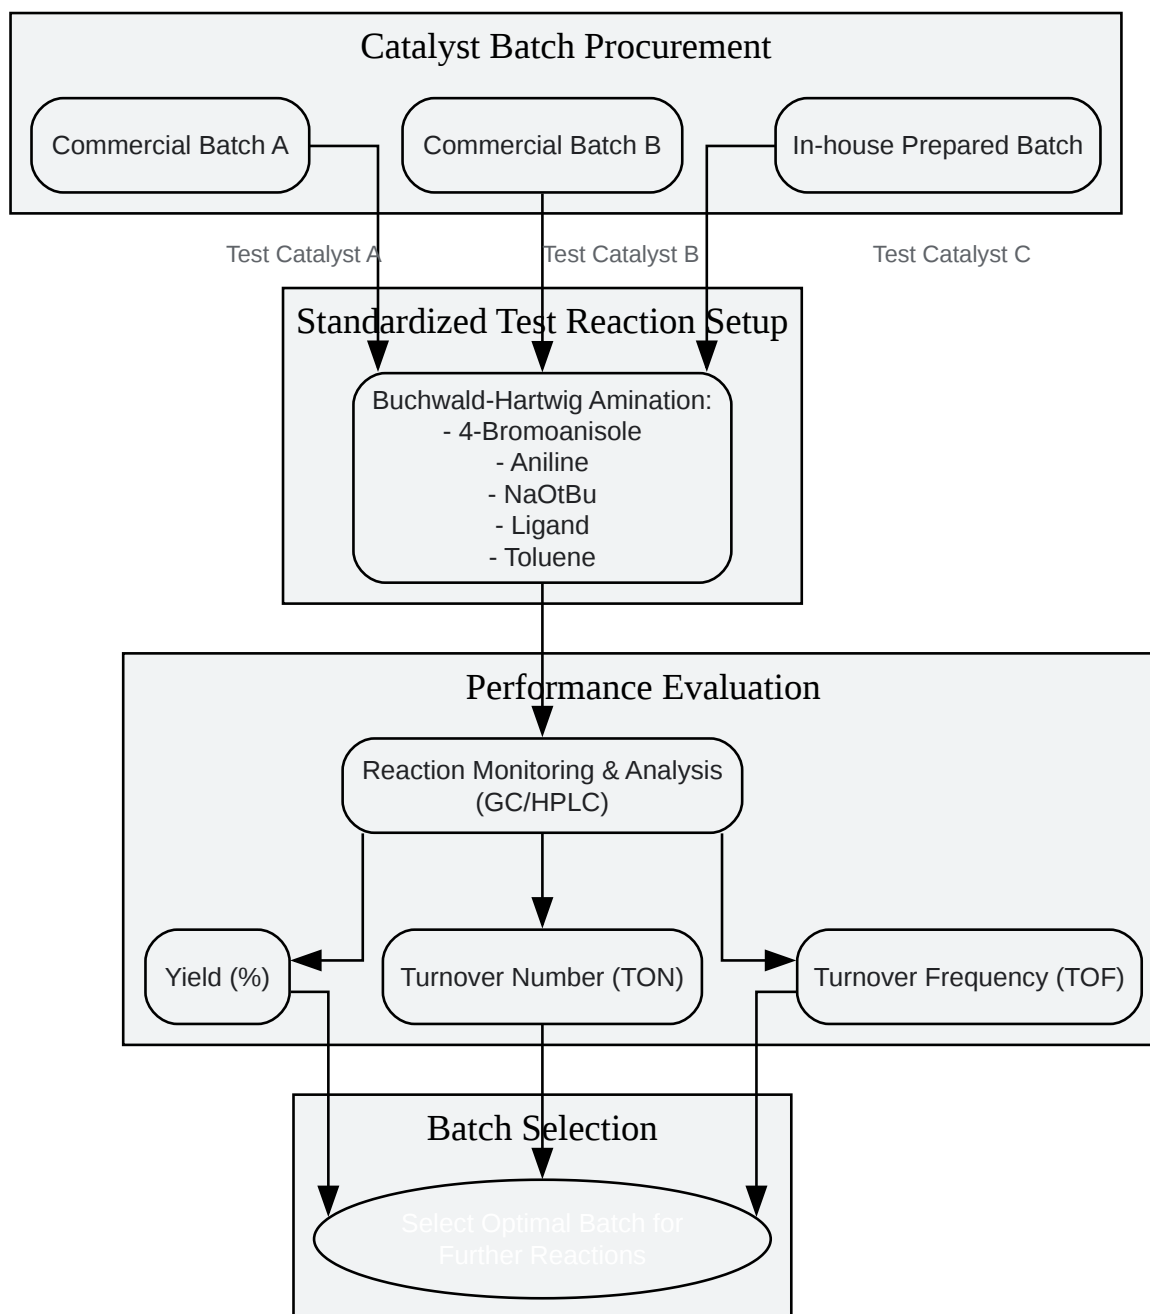 Catalyst Batch Procurement
Commercial Batch A
Commercial Batch B
In-house Prepared Batch
Test Catalyst A
Test Catalyst B
Test Catalyst C
Standardized Test Reaction Setup
Buchwald-Hartwig Amination:
- 4-Bromoanisole
- Aniline
- NaOtBu
- Ligand
- Toluene
Performance Evaluation
Reaction Monitoring & Analysis
(GC/HPLC)
Yield (%)
Turnover Number (TON)
Turnover Frequency (TOF)
Batch Selection
Select Optimal Batch for
Further Reactions